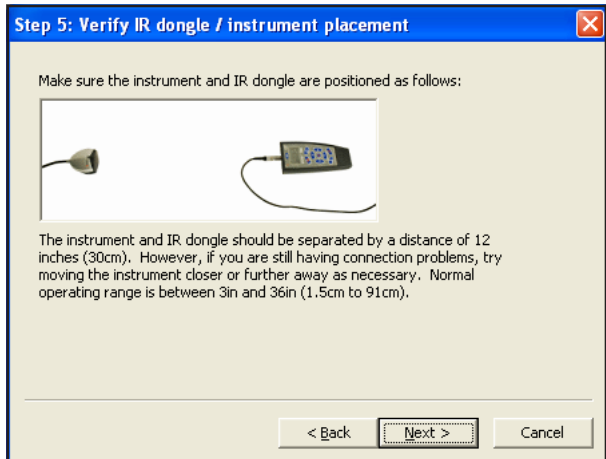 Step 5: Verify IR dongle / instrument placement
Make sure the instrument and IR dongle are positioned as follows:
The instrument and IR dongle should be separated by a distance of 12
inches (30cm).  However, if you are still having connection problems, try
moving the instrument closer or further away as necessary.  Normal
operating range is between 3in and 36in (1.5cm to 91cm).
< Back
Next >
Cancel